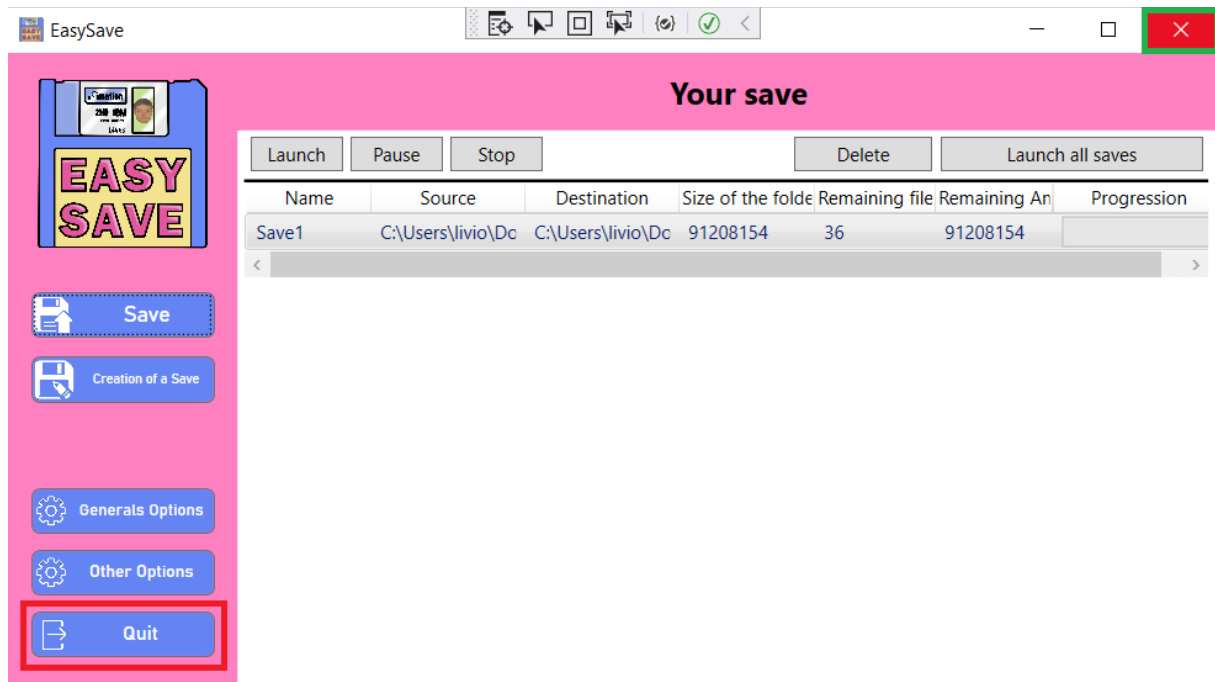 EasySave
Your save
EASY
SAVE
Launch Pause Stop Delete Launch all saves
Name Source Destination Size of the folde Remaining file Remaining An Progression
Save1 C:\Users\livio\Do C:\Users\livio\Do 91208154 36 91208154
Save
Creation of a Save
Generals Options
Other Options
Quit